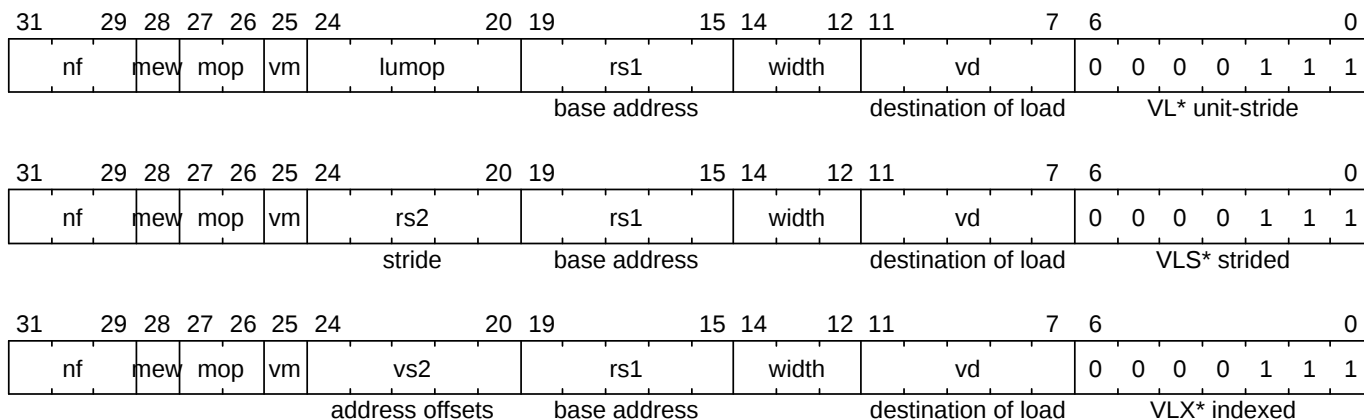 31 29 28 27 26 25 24 20 19 15 14 12 11 7 6 0
nf mew mop vm lumop rs1 width vd 0 0 0 0 1 1 1
base address destination of load VL* unit-stride
31 29 28 27 26 25 24 20 19 15 14 12 11 7 6 0
nf mew mop vm rs2 rs1 width vd 0 0 0 0 1 1 1
stride base address destination of load VLS* strided
31 29 28 27 26 25 24 20 19 15 14 12 11 7 6 0
nf mew mop vm vs2 rs1 width vd 0 0 0 0 1 1 1
address offsets base address destination of load VLX* indexed